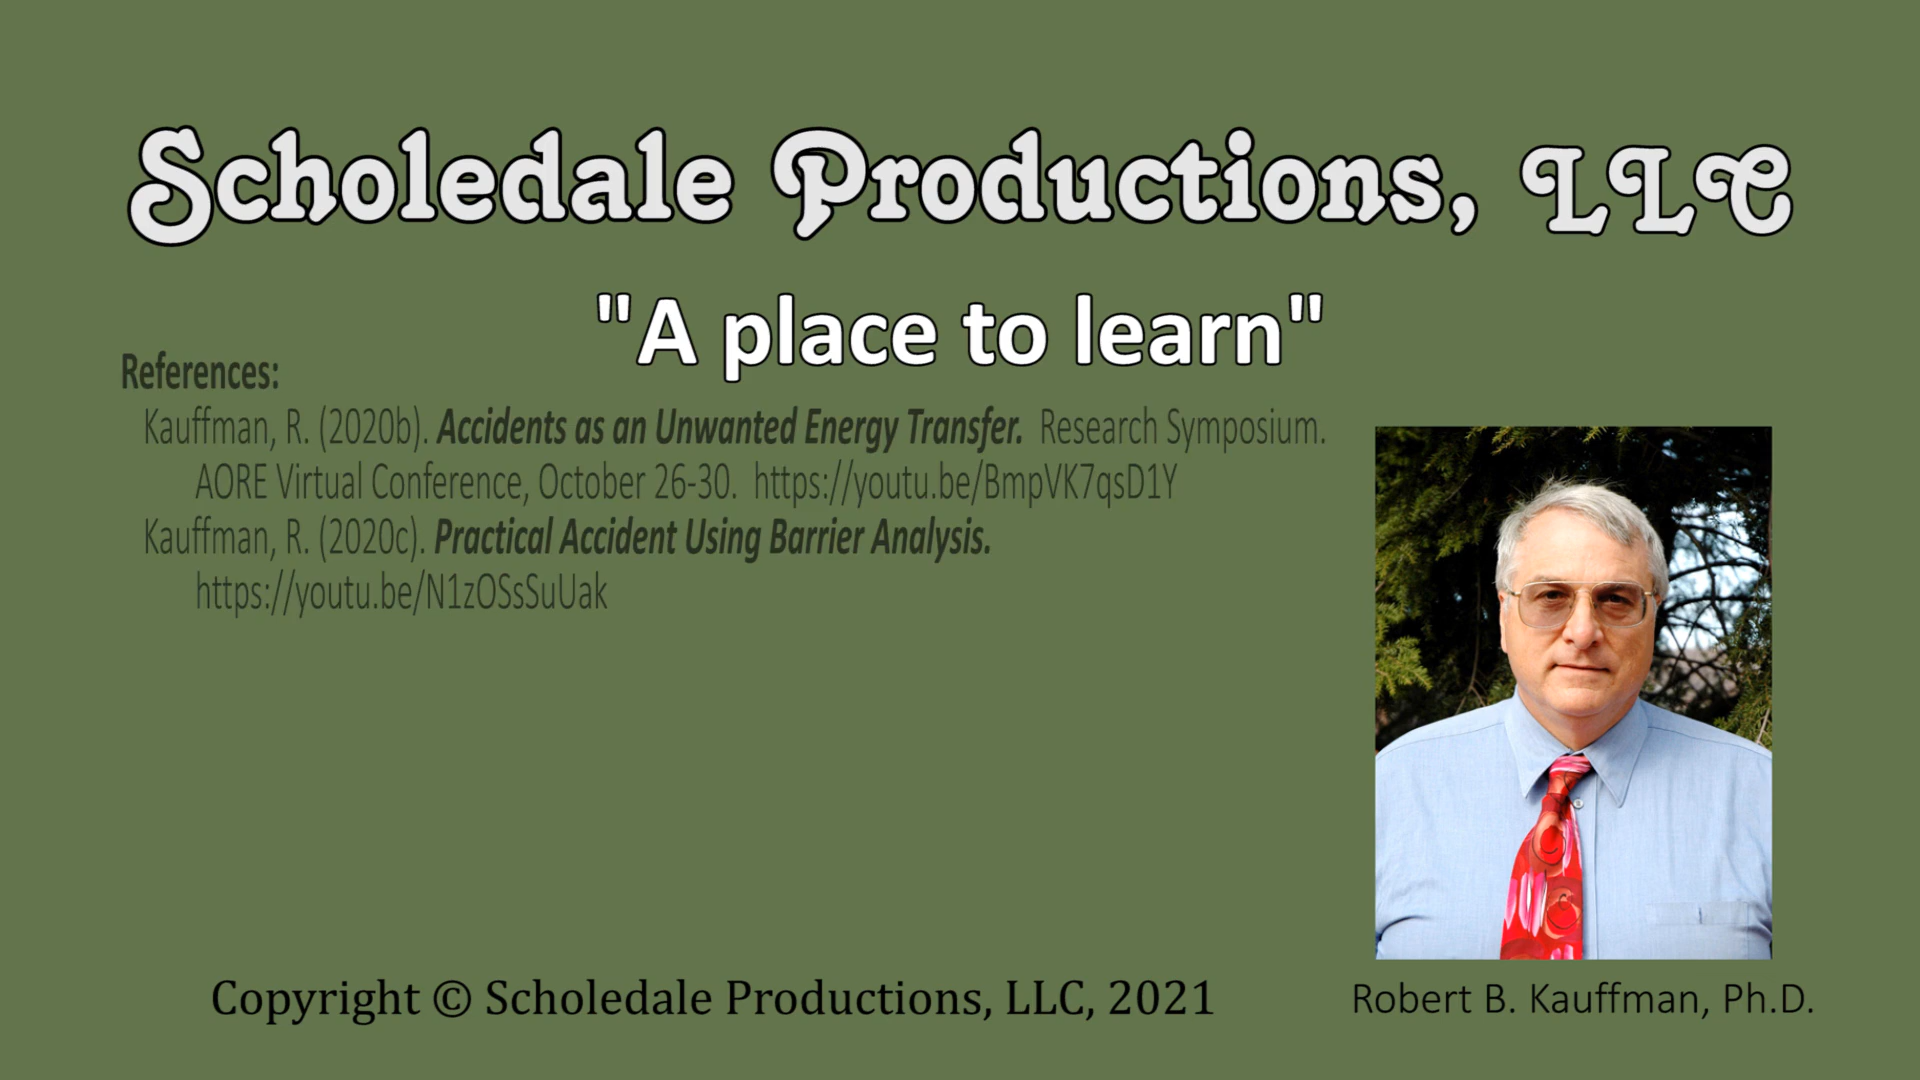 Scholedale Productions, LLC
"A place to learn"
References:
Kauffman, R. (2020b). Accidents as an Unwanted Energy Transfer. Research Symposium.
AORE Virtual Conference, October 26-30. https://youtu.be/BmpVK7qsD1Y
Kauffman, R. (2020c). Practical Accident Using Barrier Analysis.
https://youtu.be/N1zOSsSuUak
Copyright © Scholedale Productions, LLC, 2021
Robert B. Kauffman, Ph.D.